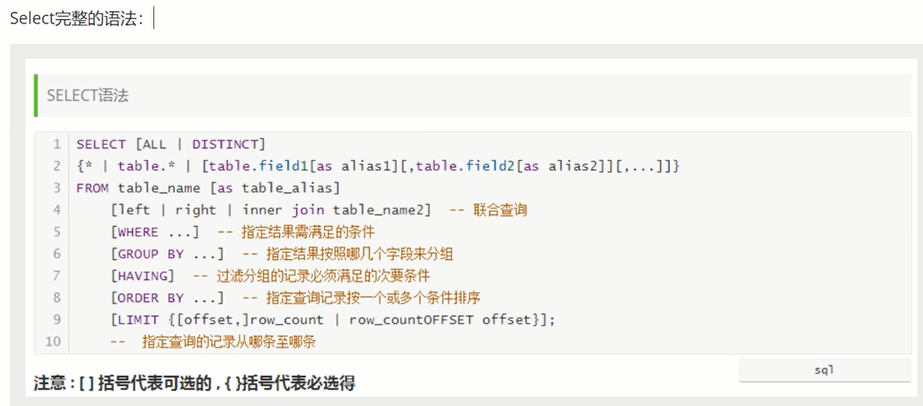 Select完整的语法：
SELECT语法
1 SELECT [ALL | DISTINCT]
2 {* | table.* | [table.field1[as alias1][,table.field2[as alias2]][,...]]}
3 FROM table_name [as table_alias]
4 [left | right | inner join table_name2] -- 联合查询
5 [WHERE ...] -- 指定结果需满足的条件
6 [GROUP BY ...] -- 指定结果按照哪几个字段来分组
7 [HAVING] -- 过滤分组的记录必须满足的次要条件
8 [ORDER BY ...] -- 指定查询记录按一个或多个条件排序
9 [LIMIT {[offset,]row_count | row_countOFFSET offset}];
10 -- 指定查询的记录从哪条至哪条
sql
注意 : [ ] 括号代表可选的 , { }括号代表必选得